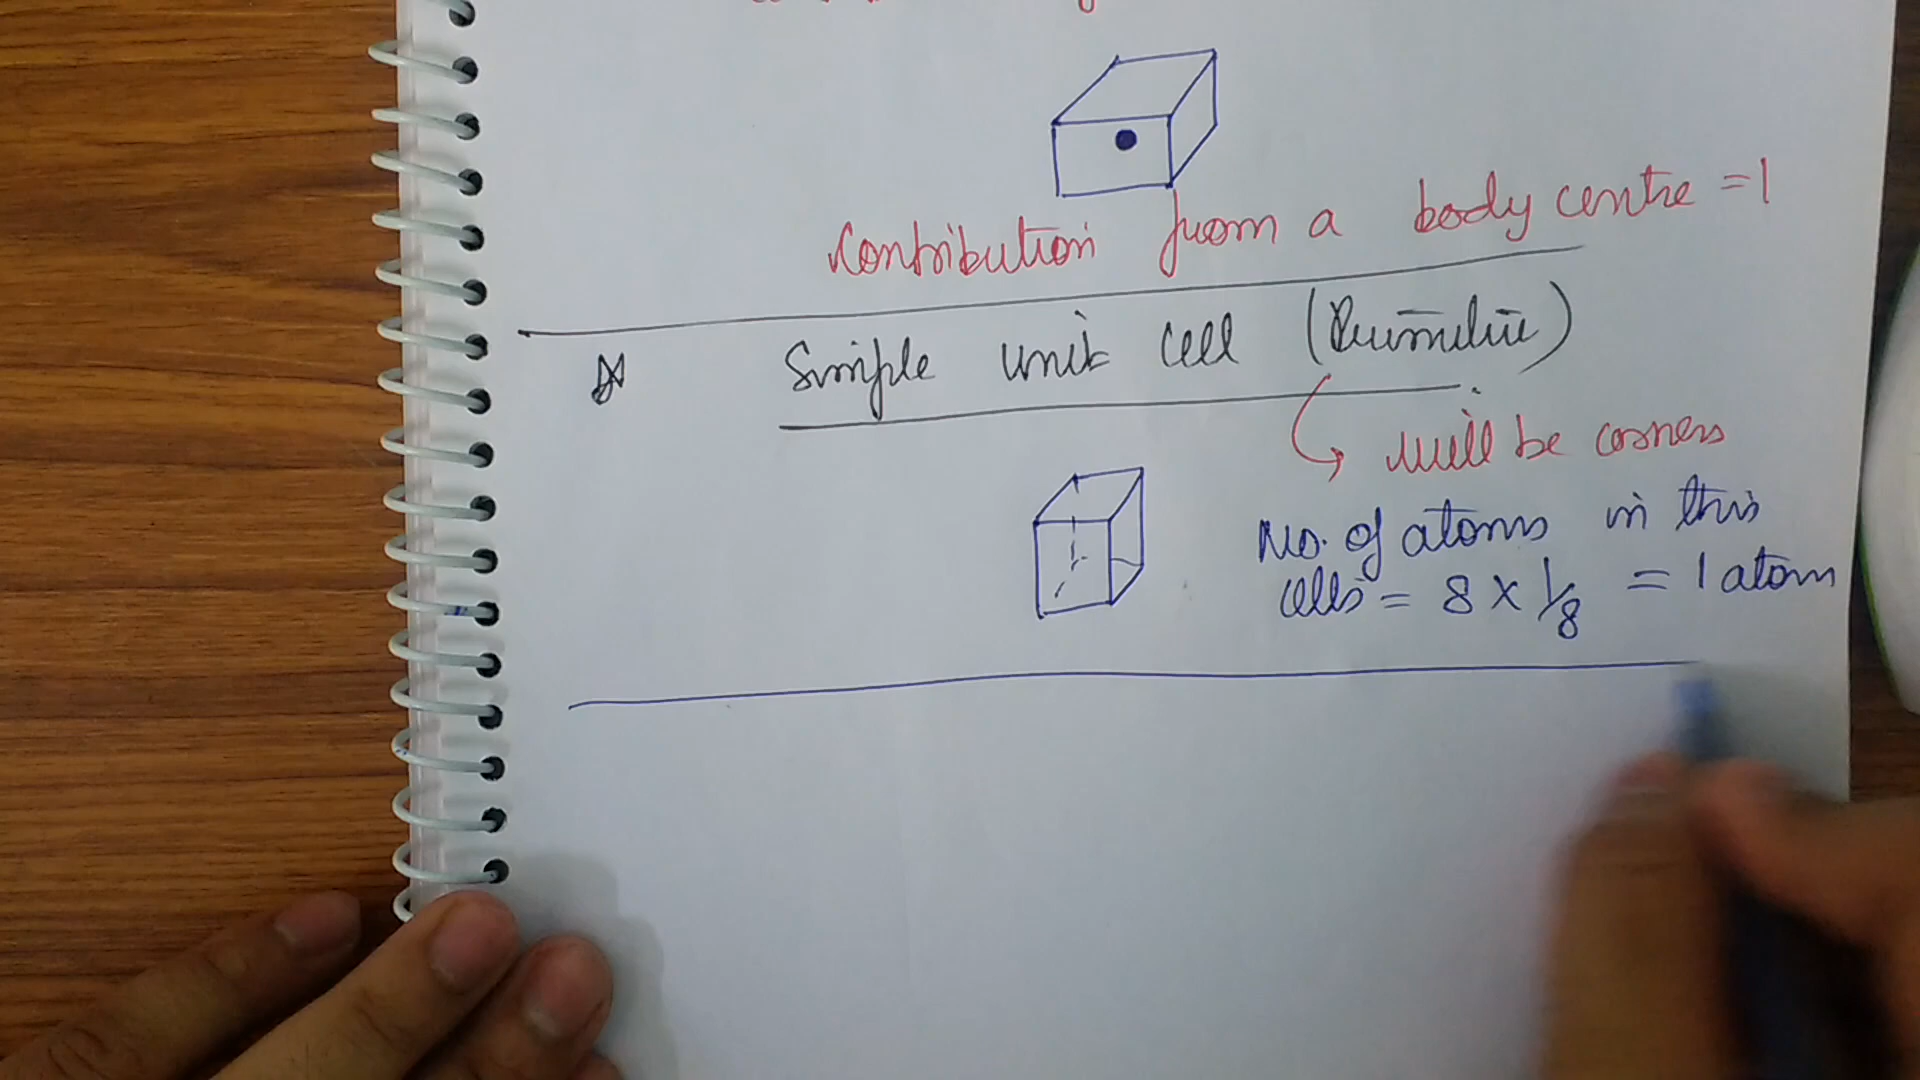 Contribution from a body centre = 1
Simple unit cell (Primitive)
will be corners
No. of atoms in this
cells = 8 x 1/8 = 1 atom